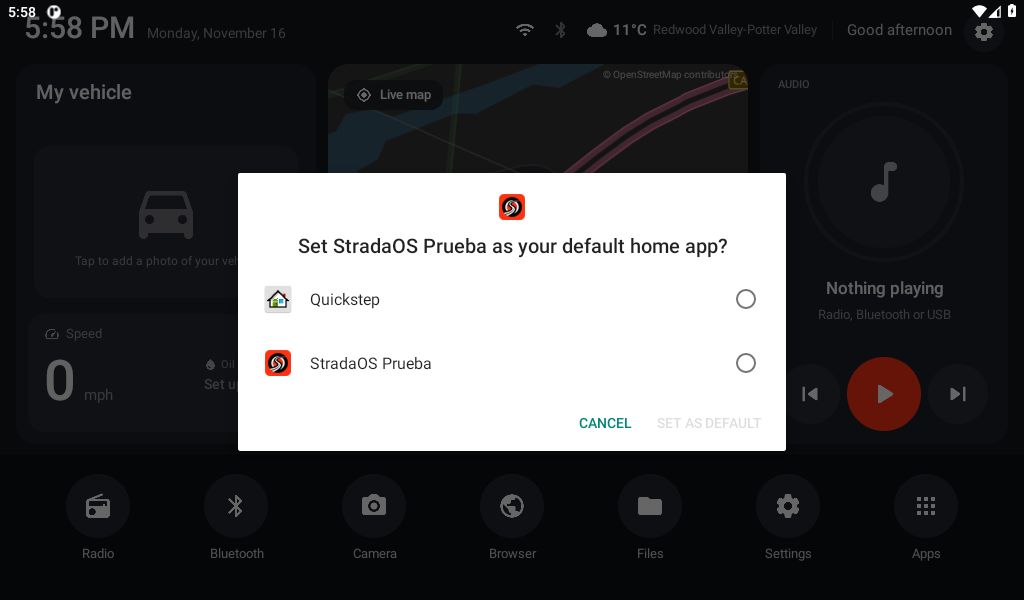 5:58
5:58 PM
Monday, November 16
11°C
Redwood Valley-Potter Valley
Good afternoon
My vehicle
Live map
© OpenStreetMap contributors
CA
AUDIO
Tap to add a photo of your veh
Set StradaOS Prueba as your default home app?
Quickstep
StradaOS Prueba
CANCEL
SET AS DEFAULT
Nothing playing
Radio, Bluetooth or USB
Speed
0
mph
Oil
Set up
Radio
Bluetooth
Camera
Browser
Files
Settings
Apps